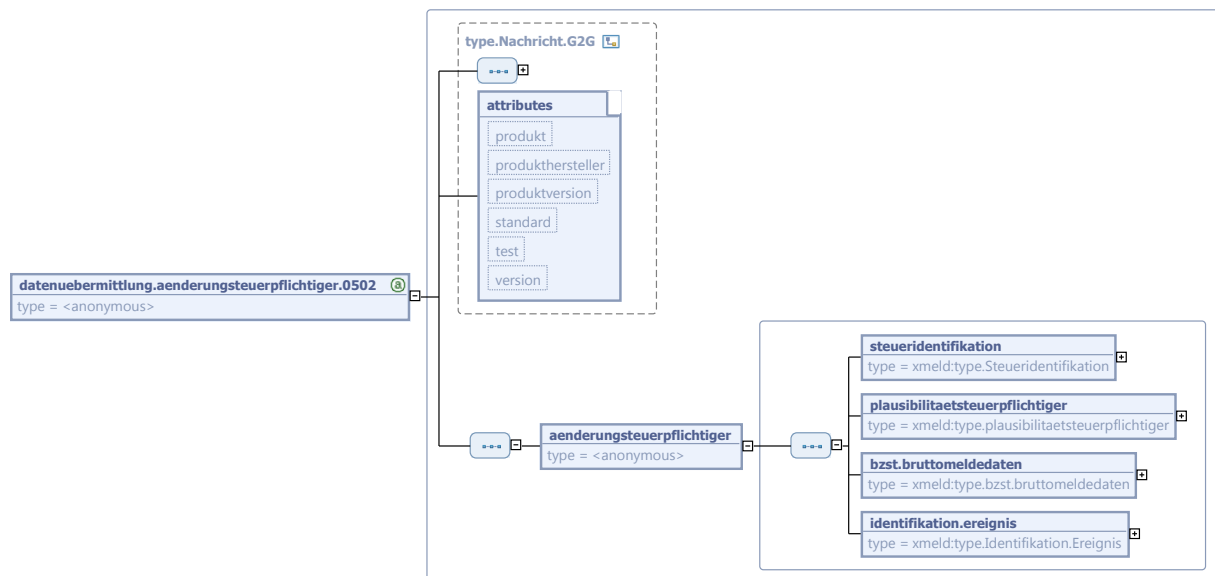 type.Nachricht.G2G
attributes
produkt
produkthersteller
produktversion
standard
test
version
datenuebermittlung.aenderungsteuerpflichtiger.0502
type = <anonymous>
aenderungsteuerpflichtiger
type = <anonymous>
steueridentifikation
type = xmeld:type.Steueridentifikation
plausibilitaetsteuerpflichtiger
type = xmeld:type.plausibilitaetsteuerpflichtiger
bzst.bruttomeldedaten
type = xmeld:type.bzst.bruttomeldedaten
identifikation.ereignis
type = xmeld:type.Identifikation.Ereignis